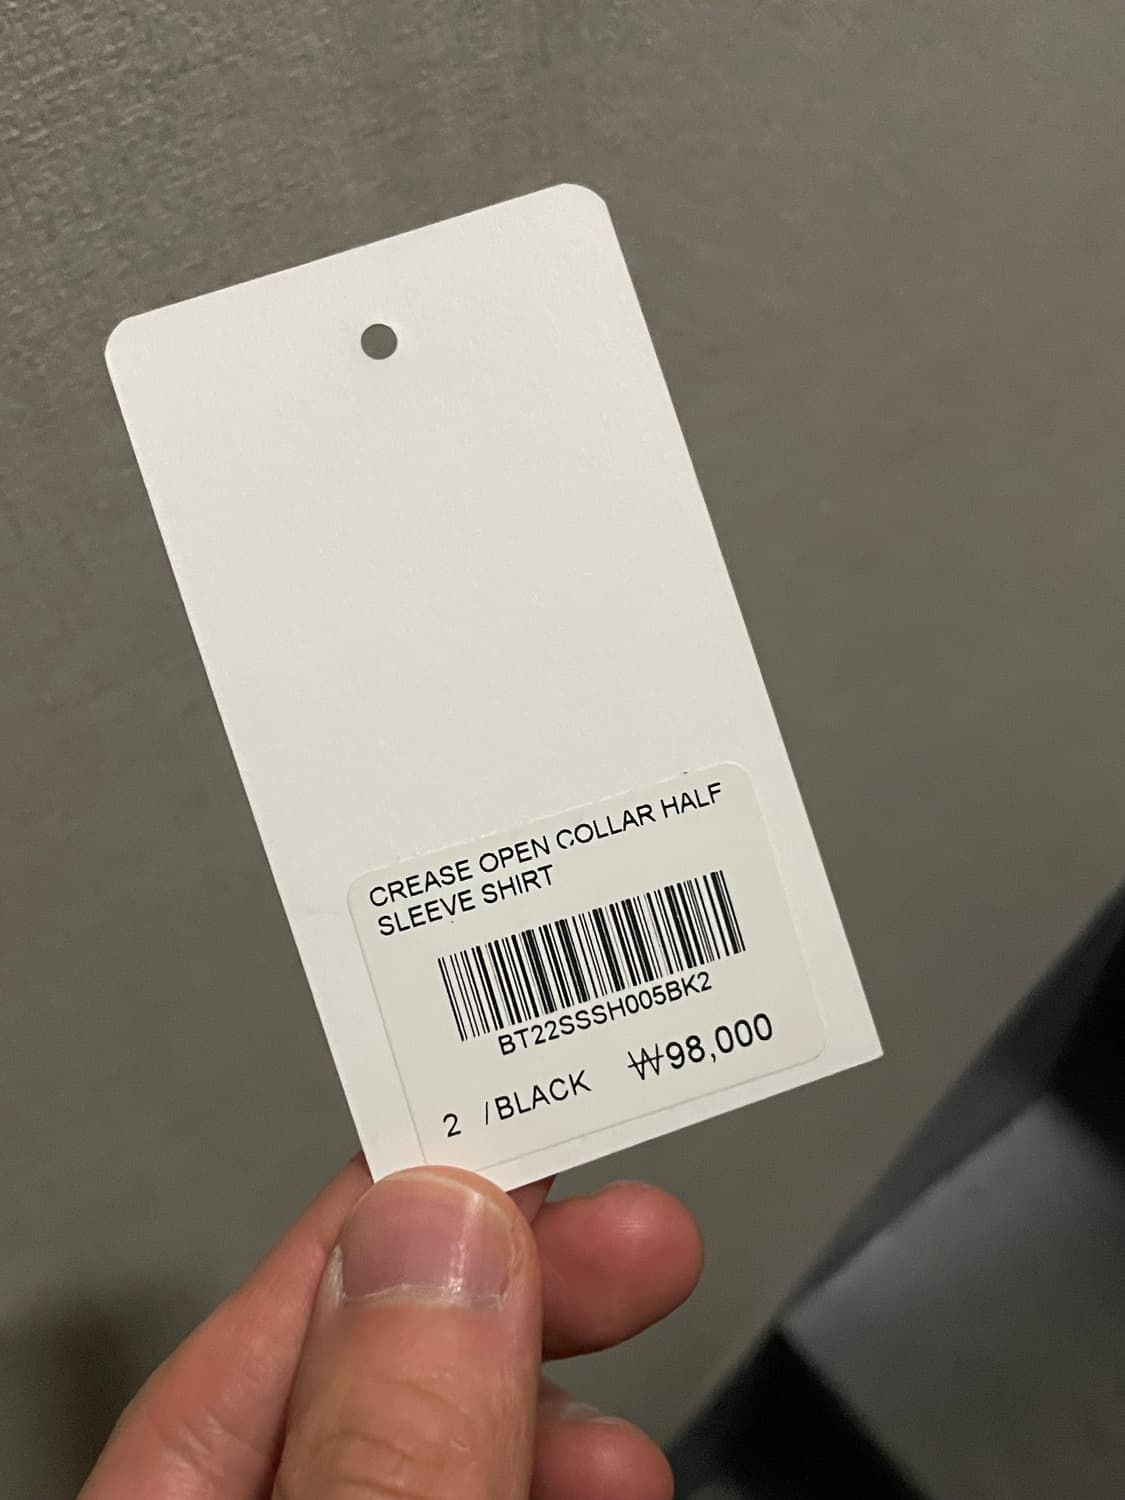 CREASE OPEN COLLAR HALF
SLEEVE SHIRT
BT22SSSH005BK2
2 /BLACK ₩98,000